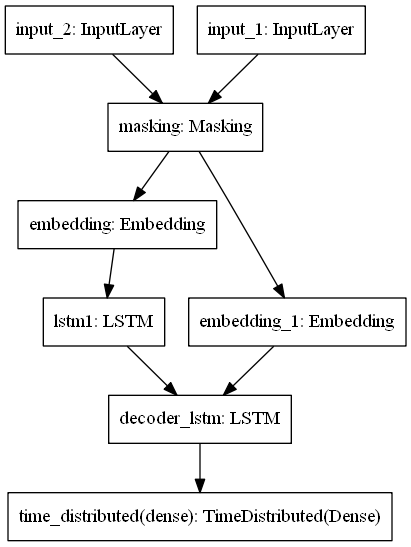 input_2: InputLayer
input_1: InputLayer
masking: Masking
embedding: Embedding
lstm1: LSTM
embedding_1: Embedding
decoder_lstm: LSTM
time_distributed(dense): TimeDistributed(Dense)